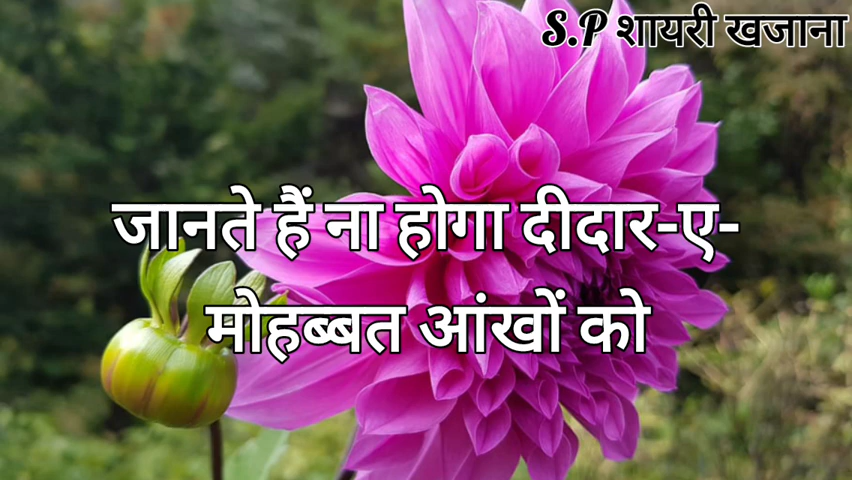 S.P शायरी खजाना
जानते हैं ना होगा दीदार-ए-
मोहब्बत आंखों को